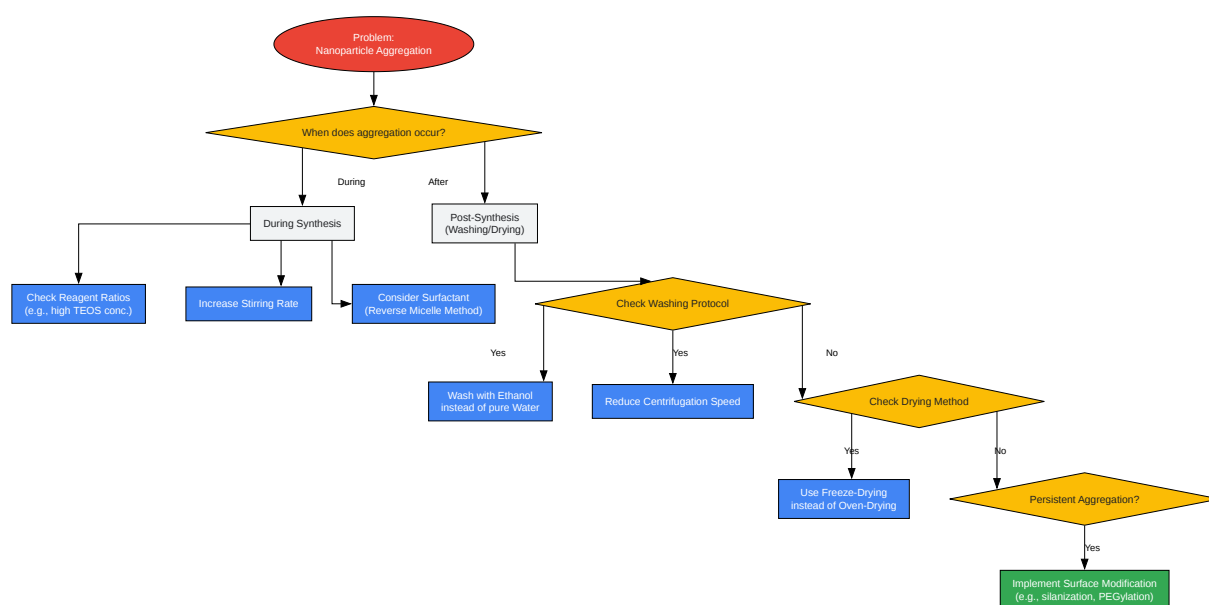 Problem:
Nanoparticle Aggregation
When does aggregation occur?
During
After
During Synthesis
Post-Synthesis
(Washing/Drying)
Check Reagent Ratios
(e.g., high TEOS conc.)
Increase Stirring Rate
Consider Surfactant
(Reverse Micelle Method)
Check Washing Protocol
Yes
Yes
No
Wash with Ethanol
instead of pure Water
Reduce Centrifugation Speed
Check Drying Method
Yes
No
Use Freeze-Drying
instead of Oven-Drying
Persistent Aggregation?
Yes
Implement Surface Modification
(e.g., silanization, PEGylation)